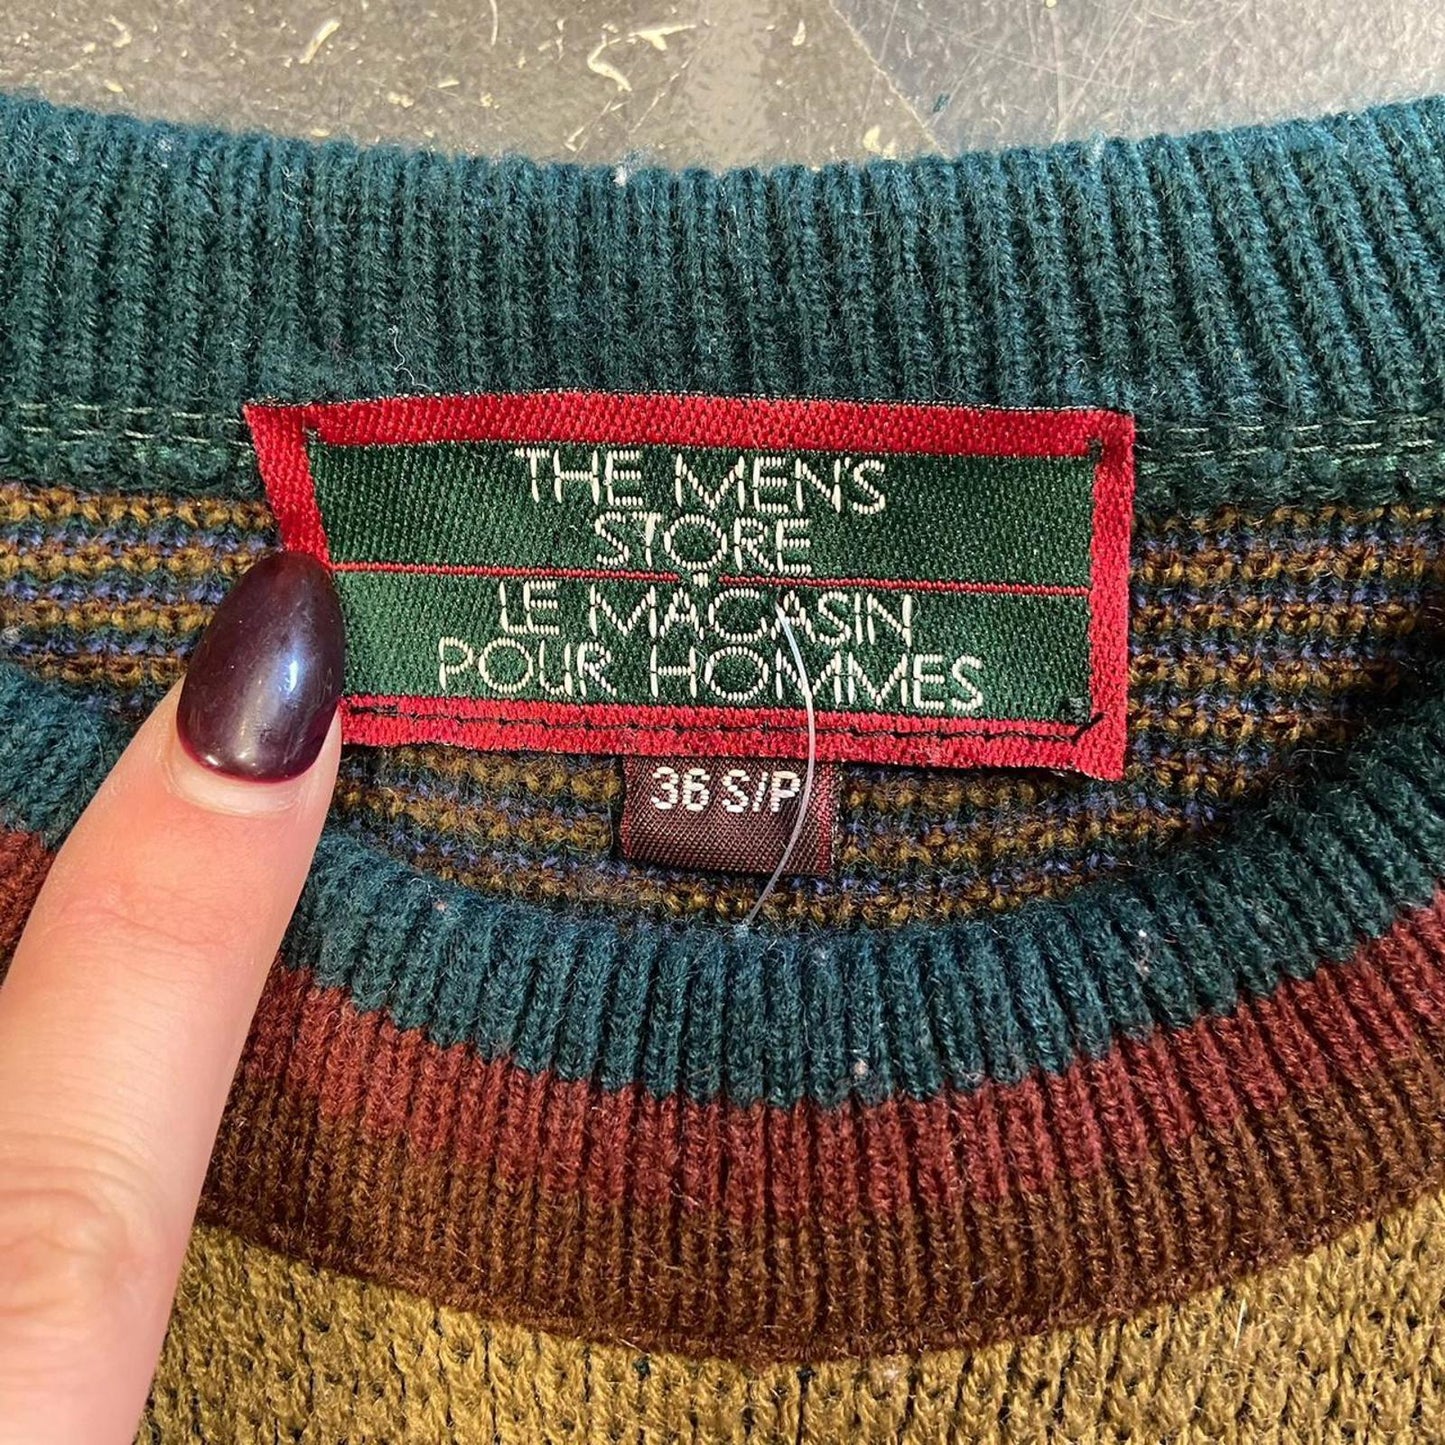 THE MEN'S
STORE
LE MAGASIN
POUR HOMMES
36 S/P